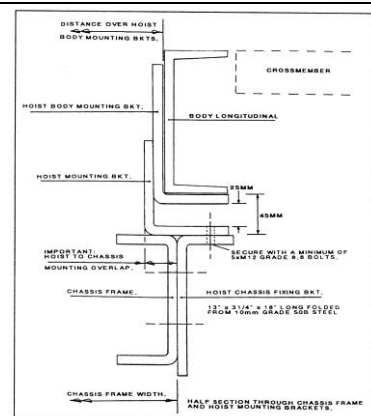 DISTANCE OVER HOIST
BODY MOUNTING BKTS.
CROSSMEMBER
HOIST BODY MOUNTING BKT.
BODY LONGITUDINAL
HOIST MOUNTING BKT.
25MM
45MM
IMPORTANT:
HOIST TO CHASSIS
MOUNTING OVERLAP.
SECURE WITH A MINIMUM OF
5xM12 GRADE 8,8 BOLTS.
CHASSIS FRAME.
HOIST CHASSIS FIXING BKT.
13" x 31/4" x 18" LONG FOLDED
FROM 10mm GRADE 50B STEEL
CHASSIS FRAME WIDTH.
HALF SECTION THROUGH CHASSIS FRAME
AND HOIST MOUNTING BRACKETS.